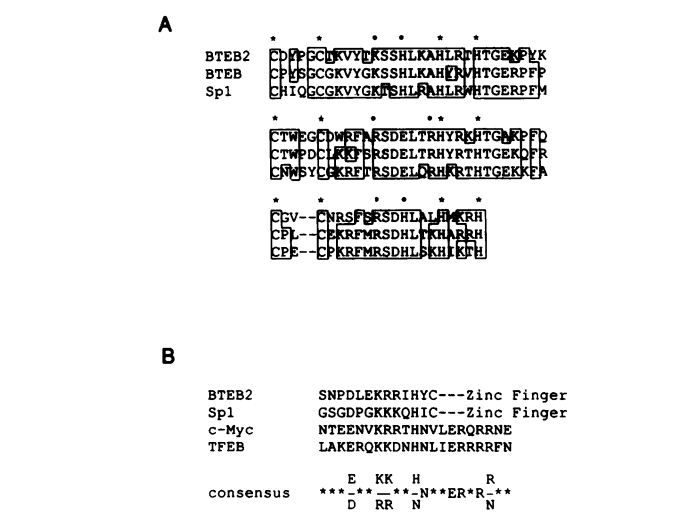 A
* * • • * *
BTEB2 CDYPGCTKVYTKSSHLKAHLRTHTGEKPYK
BTEB CPYSGCGKVYGKSSHLKAHYRVHTGERPFP
Sp1 CHIQGCGKVYGKTSHLRAHLRWHTGERPFM
* * • • * *
CTWEGCDWRFARSDELTRHYRKHTGAKPFQ
CTWPDCLKKFSRSDELTRHYRTHTGEKQFR
CNWSYCGKRFTRSDELQRHKRTHTGEKKFA
* * • • * *
CGV--CNRSFSRSDHLALHMKRH
CPL--CEKRFMRSDHLTKHARRH
CPE--CPKRFMRSDHLSKHIKTH
B
BTEB2 SNPDLEKRRIHYC---Zinc Finger
Sp1 GSGDPGKKKQHIC---Zinc Finger
c-Myc NTEENVKRRTHNVLERQRRNE
TFEB LAKERQKKDNHNLIERRRRFN
E KK H R
consensus ***-**—**-N**ER*R-**
D RR N N